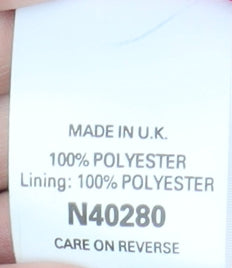 MADE IN U.K.
100% POLYESTER
Lining: 100% POLYESTER
N40280
CARE ON REVERSE